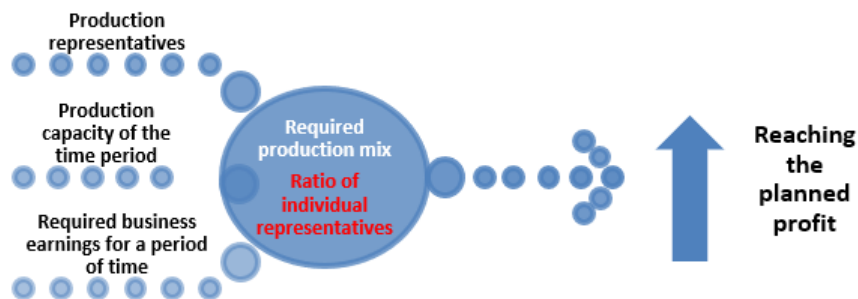 Production
representatives
Production
capacity of the
time period
Required business
earnings for a period
of time
Required
production mix
Ratio of
individual
representatives
Reaching
the
planned
profit